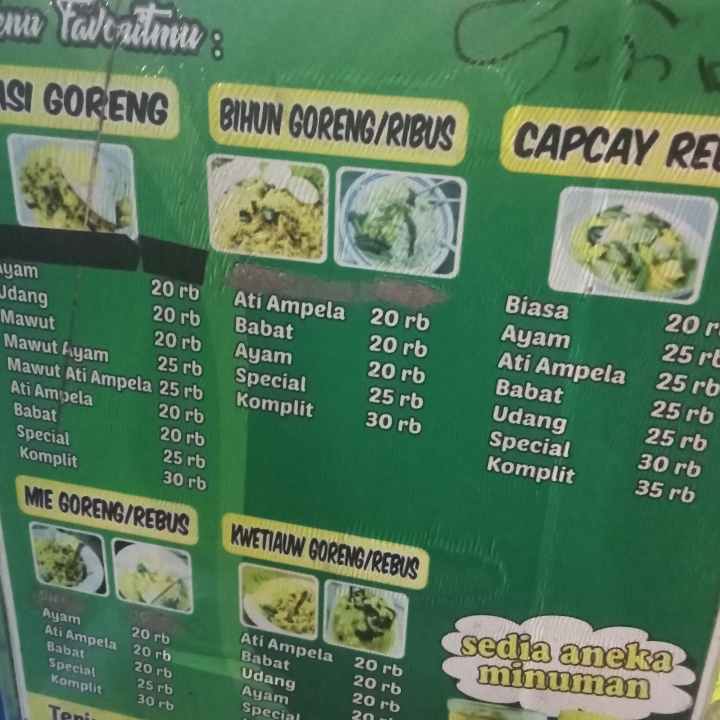 Favoritmu :
GORENG
Ayam 20 rb
Udang 20 rb
Mawut 20 rb
Mawut Ayam 25 rb
Mawut Ati Ampela 25 rb
Ati Ampela 20 rb
Babat 20 rb
Special 25 rb
Komplit 30 rb
BIHUN GORENG/RIBUS
Ati Ampela 20 rb
Babat 20 rb
Ayam 20 rb
Special 25 rb
Komplit 30 rb
CAPCAY RE
Biasa 20 r
Ayam 25 rb
Ati Ampela 25 rb
Babat 25 rb
Udang 25 rb
Special 30 rb
Komplit 35 rb
MIE GORENG/REBUS
Ayam 20 rb
Ati Ampela 20 rb
Babat 20 rb
Special 25 rb
Komplit 30 rb
KWETIAUW GORENG/REBUS
Ati Ampela 20 rb
Babat 20 rb
Udang 20 rb
Ayam 20
Special
sedia aneka
minuman